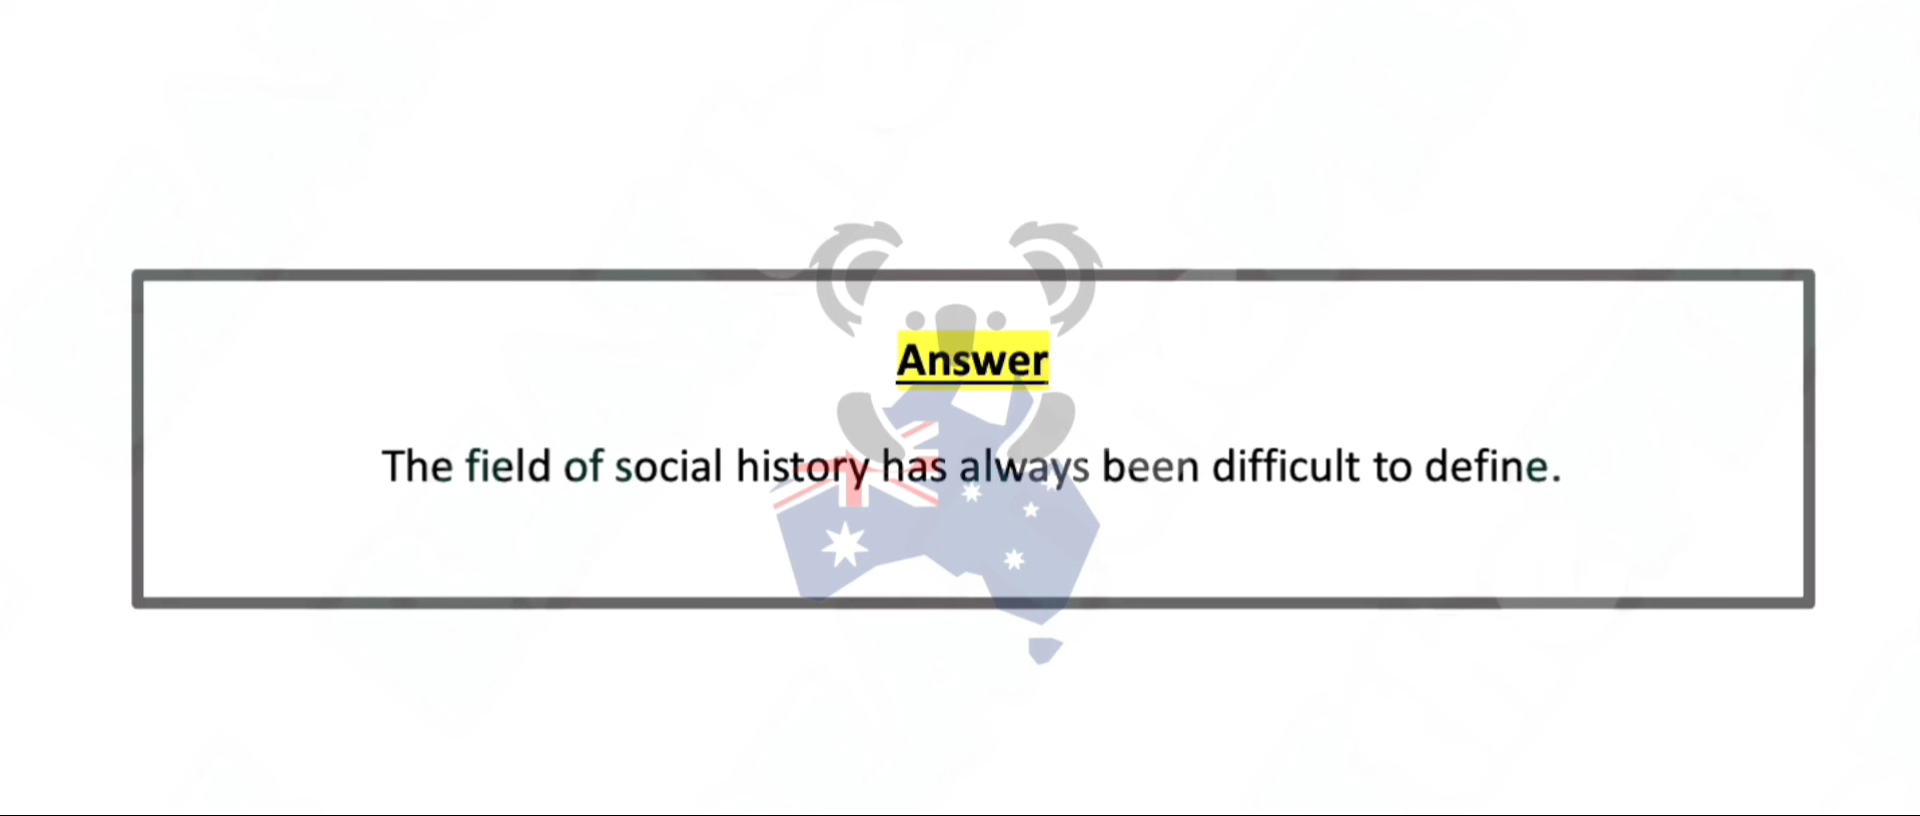 Answer
The field of social history has always been difficult to define.